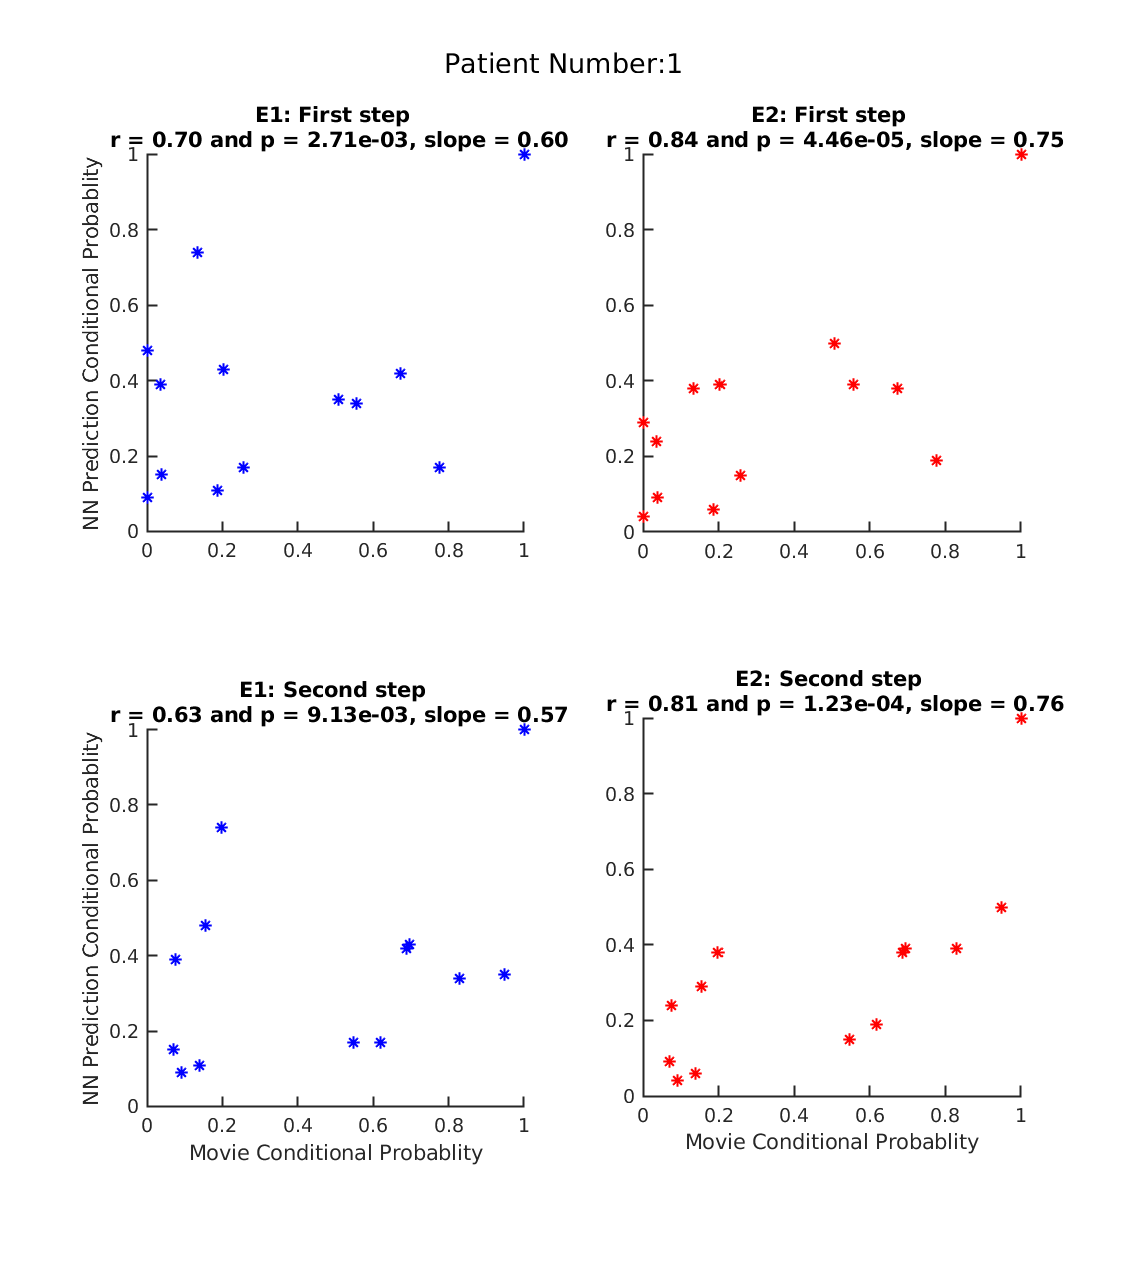 Patient Number:1
E1: First step
r = 0.70 and p = 2.71e-03, slope = 0.60
NN Prediction Conditional Probablity
1
0.8
0.6
0.4
0.2
0
0 0.2 0.4 0.6 0.8 1
E2: First step
r = 0.84 and p = 4.46e-05, slope = 0.75
1
0.8
0.6
0.4
0.2
0
0 0.2 0.4 0.6 0.8 1
E1: Second step
r = 0.63 and p = 9.13e-03, slope = 0.57
NN Prediction Conditional Probablity
1
0.8
0.6
0.4
0.2
0
0 0.2 0.4 0.6 0.8 1
Movie Conditional Probablity
E2: Second step
r = 0.81 and p = 1.23e-04, slope = 0.76
1
0.8
0.6
0.4
0.2
0
0 0.2 0.4 0.6 0.8 1
Movie Conditional Probablity